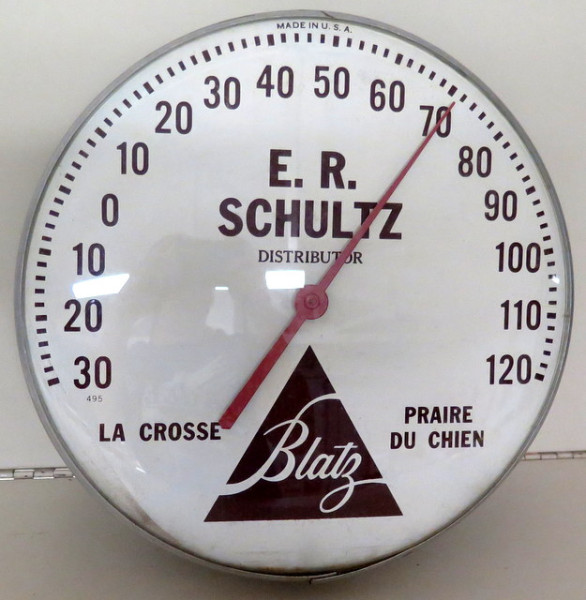 MADE IN U.S.A.
30 20 10 0 10 20 30 40 50 60 70 80 90 100 110 120
E. R.
SCHULTZ
DISTRIBUTOR
495
LA CROSSE
PRAIRE
DU CHIEN
Blatz